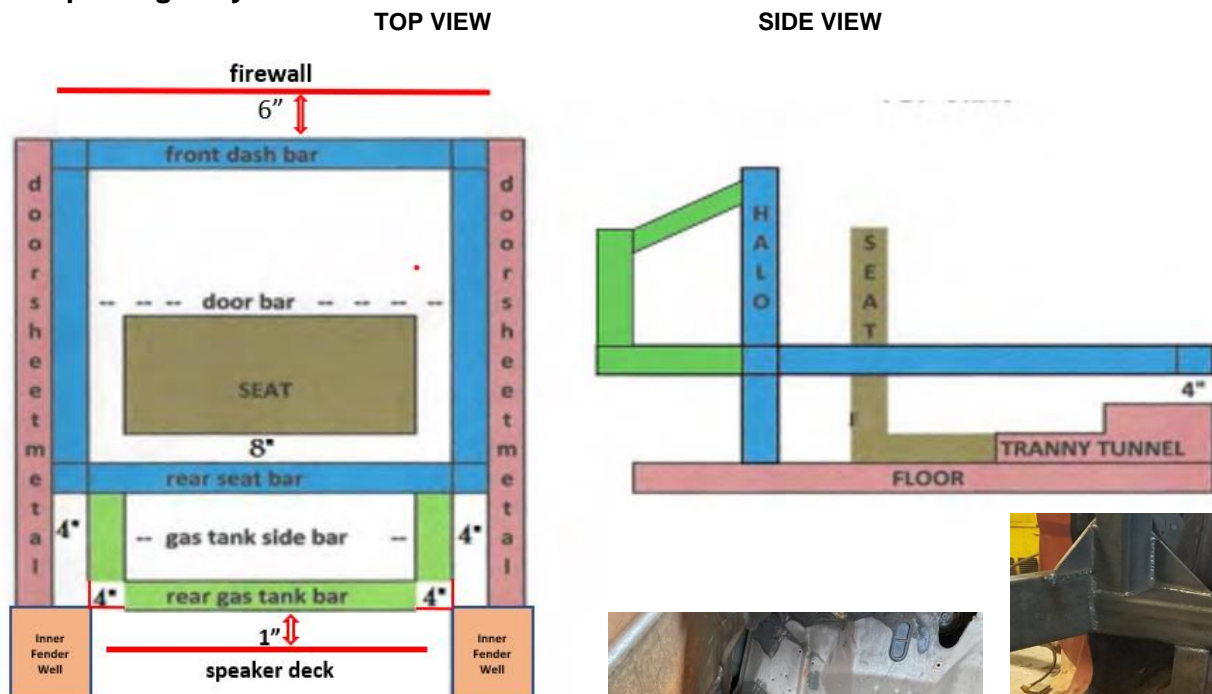 TOP VIEW
SIDE VIEW
firewall
6”
front dash bar
door sheet metal
door sheet metal
-- -- -- door bar -- -- -- --
SEAT
8"
rear seat bar
4"
-- gas tank side bar --
4"
4"
rear gas tank bar
4"
1”
speaker deck
Inner
Fender
Well
Inner
Fender
Well
HALO
SEAT
4"
TRANNY TUNNEL
FLOOR